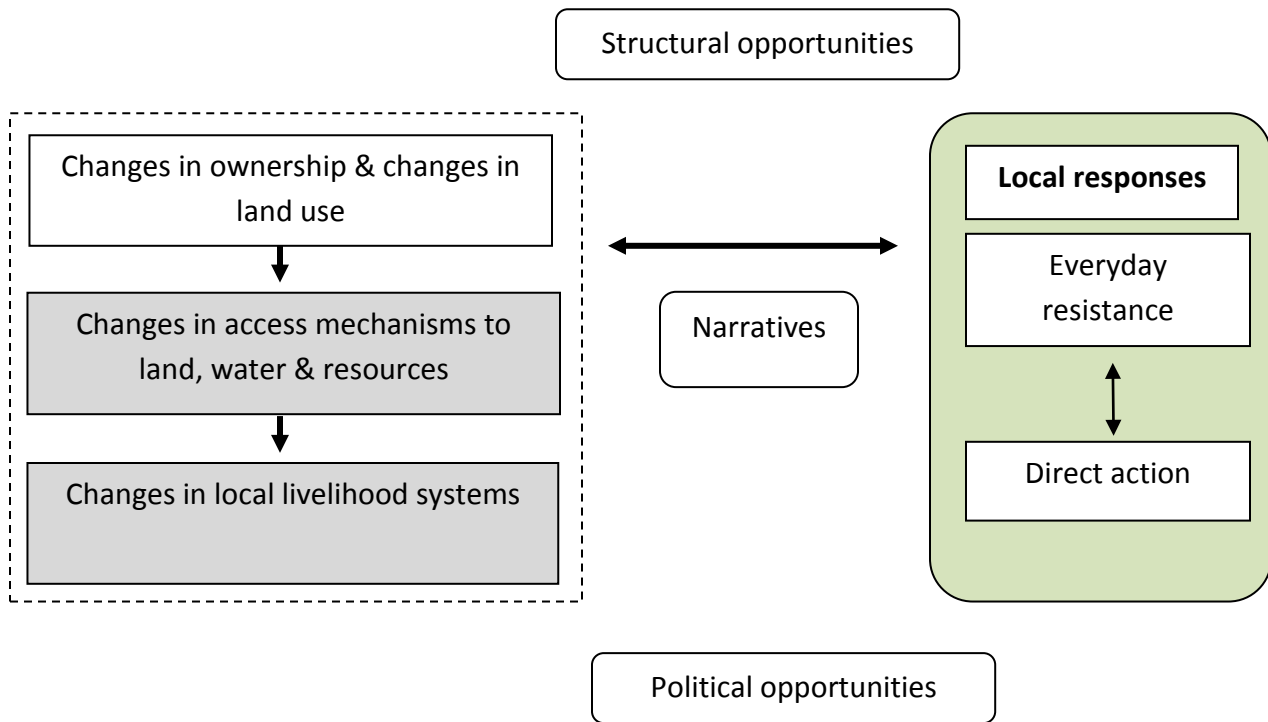 Structural opportunities
Changes in ownership & changes in
land use
Changes in access mechanisms to
land, water & resources
Changes in local livelihood systems
Narratives
Local responses
Everyday
resistance
Direct action
Political opportunities